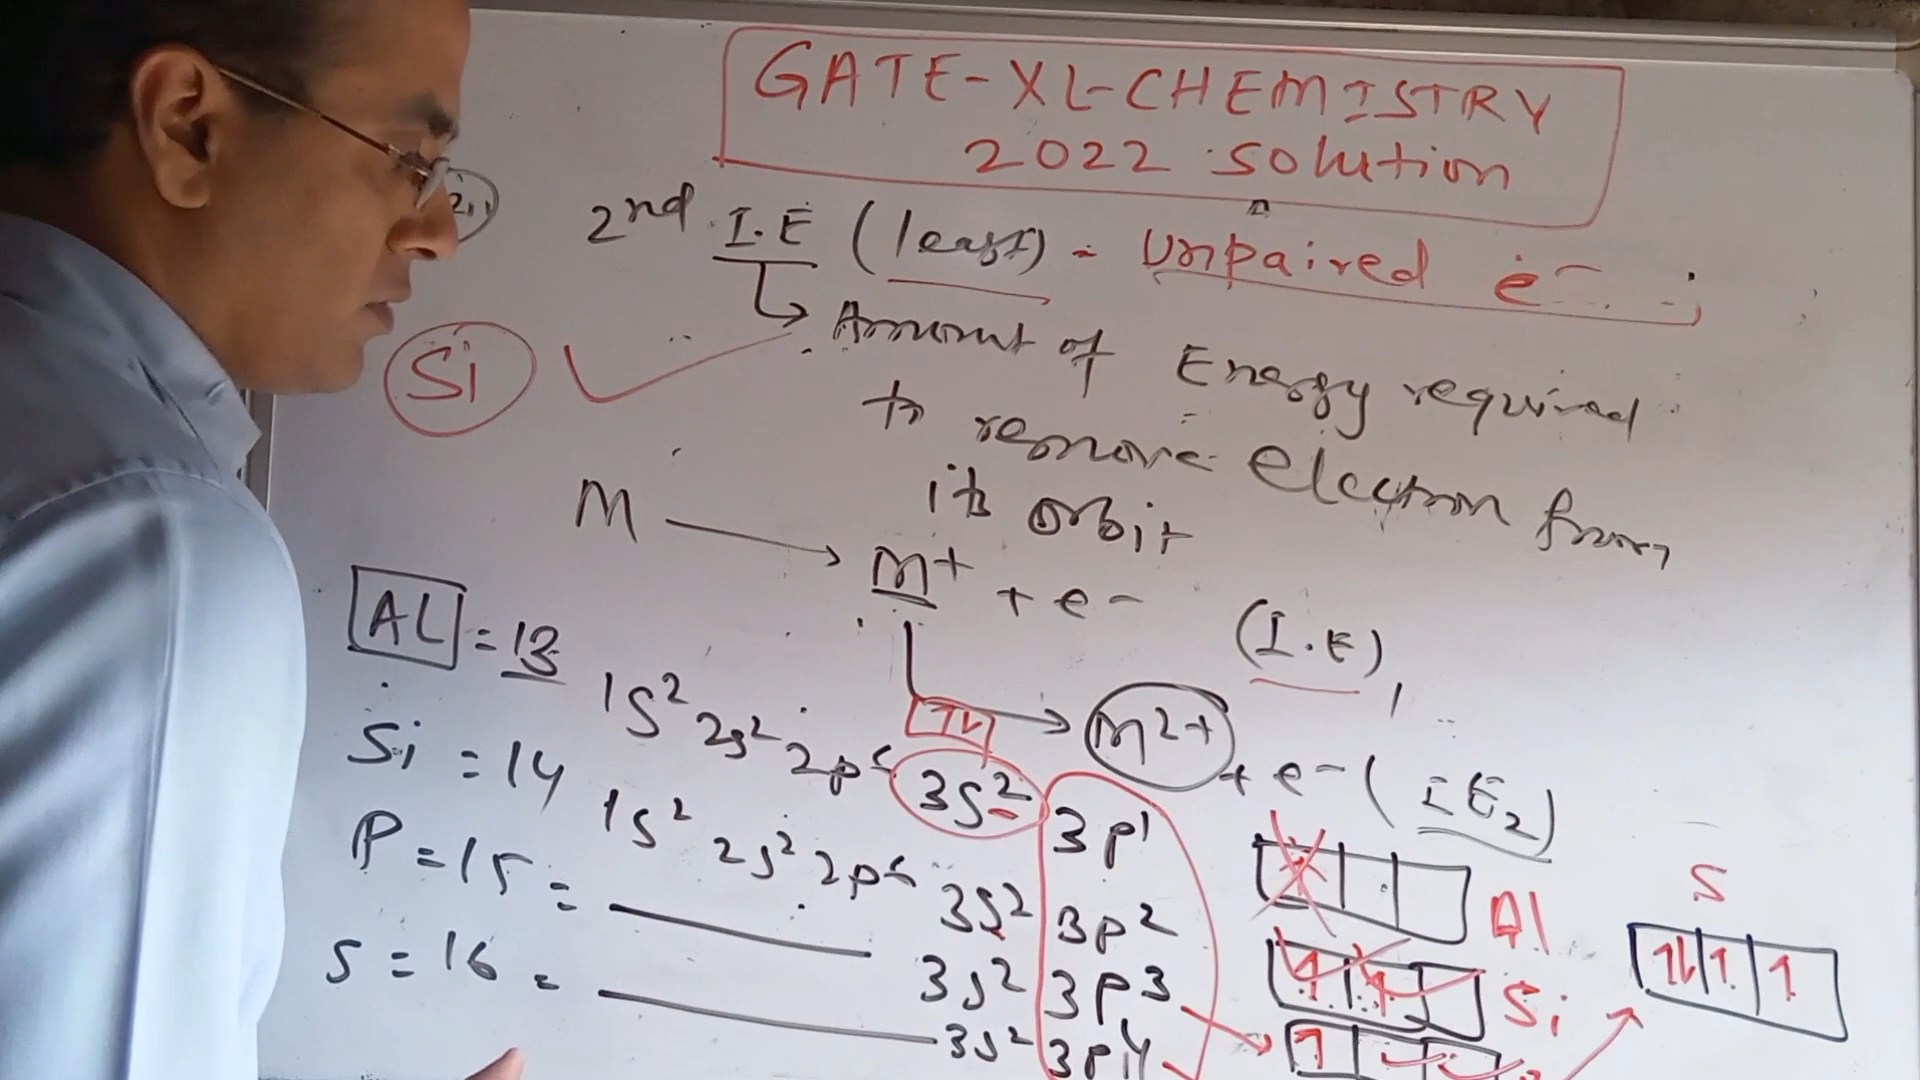 GATE-XL-CHEMISTRY
2022 Solution
2nd I.E (least) - Unpaired e-
Si
Amount of Energy required
to remove electron from
its orbit
M → M+ + e- (I.E)1
M2+ + e- (IE2)
AL = 13 1s2 2s2 2p6 3s2 3p1
Si = 14 1s2 2s2 2p6 3s2 3p2
P = 15 = 3s2 3p3
S = 16 = 3s2 3p4
Al
Si
S